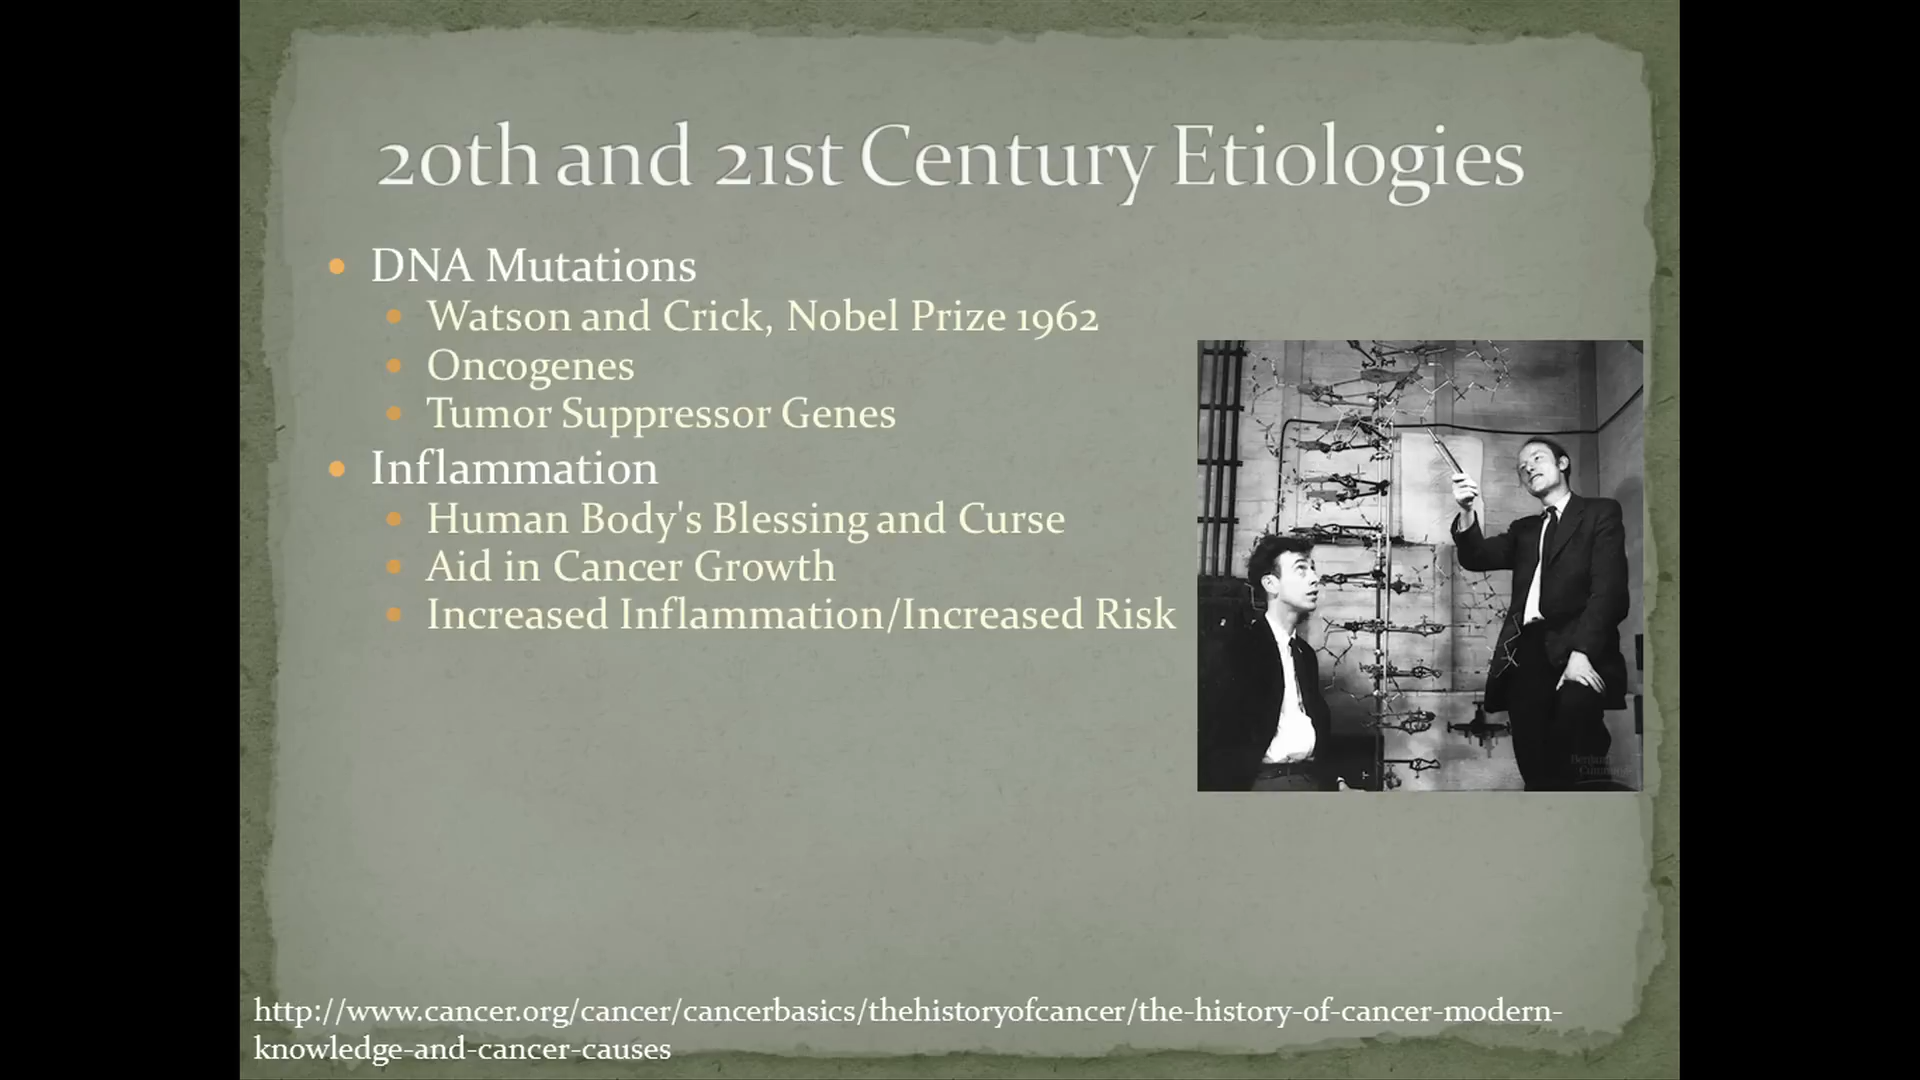 20th and 21st Century Etiologies
DNA Mutations
Watson and Crick, Nobel Prize 1962
Oncogenes
Tumor Suppressor Genes
Inflammation
Human Body's Blessing and Curse
Aid in Cancer Growth
Increased Inflammation/Increased Risk
http://www.cancer.org/cancer/cancerbasics/thehistoryofcancer/the-history-of-cancer-modern-
knowledge-and-cancer-causes